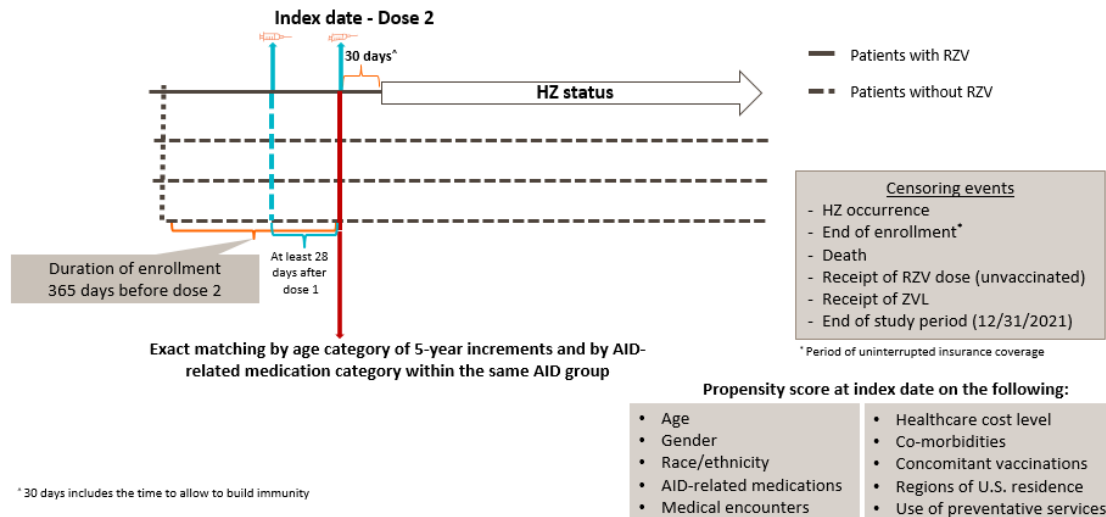 Index date - Dose 2
30 days^
HZ status
Patients with RZV
Patients without RZV
Duration of enrollment
365 days before dose 2
At least 28
days after
dose 1
Exact matching by age category of 5-year increments and by AID-
related medication category within the same AID group
Censoring events
- HZ occurrence
- End of enrollment*
- Death
- Receipt of RZV dose (unvaccinated)
- Receipt of ZVL
- End of study period (12/31/2021)
* Period of uninterrupted insurance coverage
Propensity score at index date on the following:
• Age
• Gender
• Race/ethnicity
• AID-related medications
• Medical encounters
• Healthcare cost level
• Co-morbidities
• Concomitant vaccinations
• Regions of U.S. residence
• Use of preventative services
^ 30 days includes the time to allow to build immunity